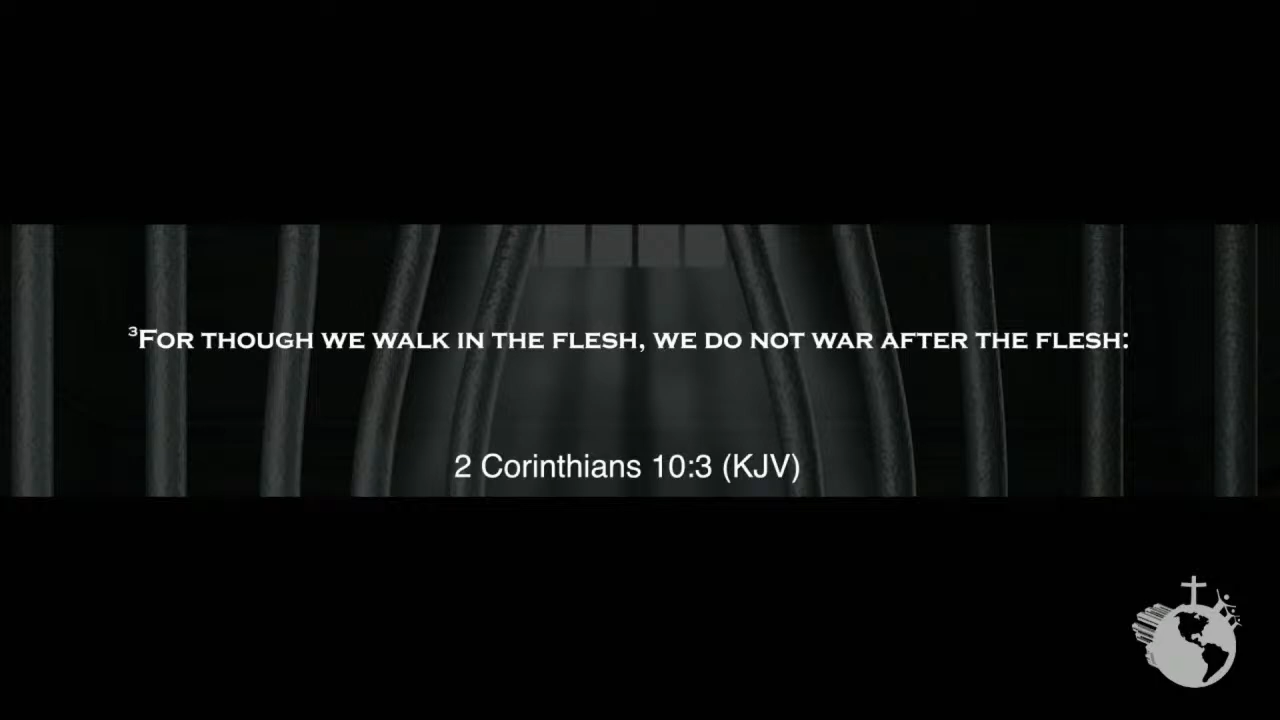 ³For though we walk in the flesh, we do not war after the flesh:
2 Corinthians 10:3 (KJV)